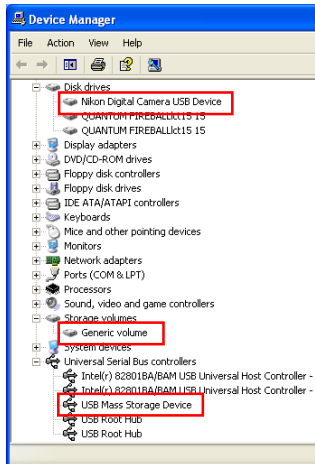 Device Manager
File Action View Help
Disk drives
Nikon Digital Camera USB Device
QUANTUM FIREBALLlct15 15
QUANTUM FIREBALLlct15 15
Display adapters
DVD/CD-ROM drives
Floppy disk controllers
Floppy disk drives
IDE ATA/ATAPI controllers
Keyboards
Mice and other pointing devices
Monitors
Network adapters
Ports (COM & LPT)
Processors
Sound, video and game controllers
Storage volumes
Generic volume
System devices
Universal Serial Bus controllers
Intel(r) 82801BA/BAM USB Universal Host Controller -
Intel(r) 82801BA/BAM USB Universal Host Controller -
USB Mass Storage Device
USB Root Hub
USB Root Hub